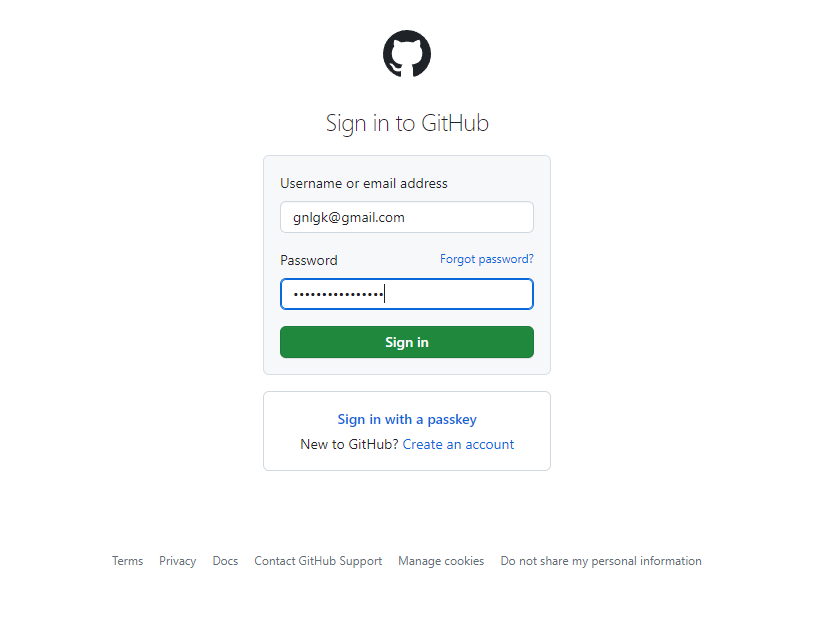 Sign in to GitHub
Username or email address
gnlgk@gmail.com
Password Forgot password?
••••••••••••••••
Sign in
Sign in with a passkey
New to GitHub? Create an account
Terms Privacy Docs Contact GitHub Support Manage cookies Do not share my personal information